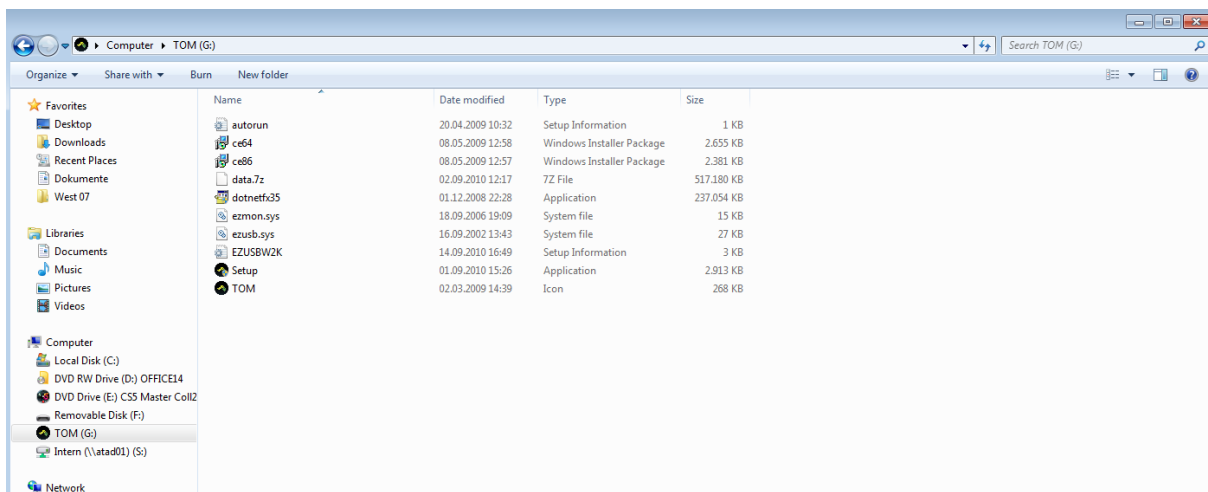 Computer ▸ TOM (G:)
Search TOM (G:)
Organize ▾ Share with ▾ Burn New folder
Favorites
Desktop
Downloads
Recent Places
Dokumente
West 07
Libraries
Documents
Music
Pictures
Videos
Computer
Local Disk (C:)
DVD RW Drive (D:) OFFICE14
DVD Drive (E:) CS5 Master Coll2
Removable Disk (F:)
TOM (G:)
Intern (\\atad01) (S:)
Network
Name Date modified Type Size
autorun 20.04.2009 10:32 Setup Information 1 KB
ce64 08.05.2009 12:58 Windows Installer Package 2.655 KB
ce86 08.05.2009 12:57 Windows Installer Package 2.381 KB
data.7z 02.09.2010 12:17 7Z File 517.180 KB
dotnetfx35 01.12.2008 22:28 Application 237.054 KB
ezmon.sys 18.09.2006 19:09 System file 15 KB
ezusb.sys 16.09.2002 13:43 System file 27 KB
EZUSBW2K 14.09.2010 16:49 Setup Information 3 KB
Setup 01.09.2010 15:26 Application 2.913 KB
TOM 02.03.2009 14:39 Icon 268 KB